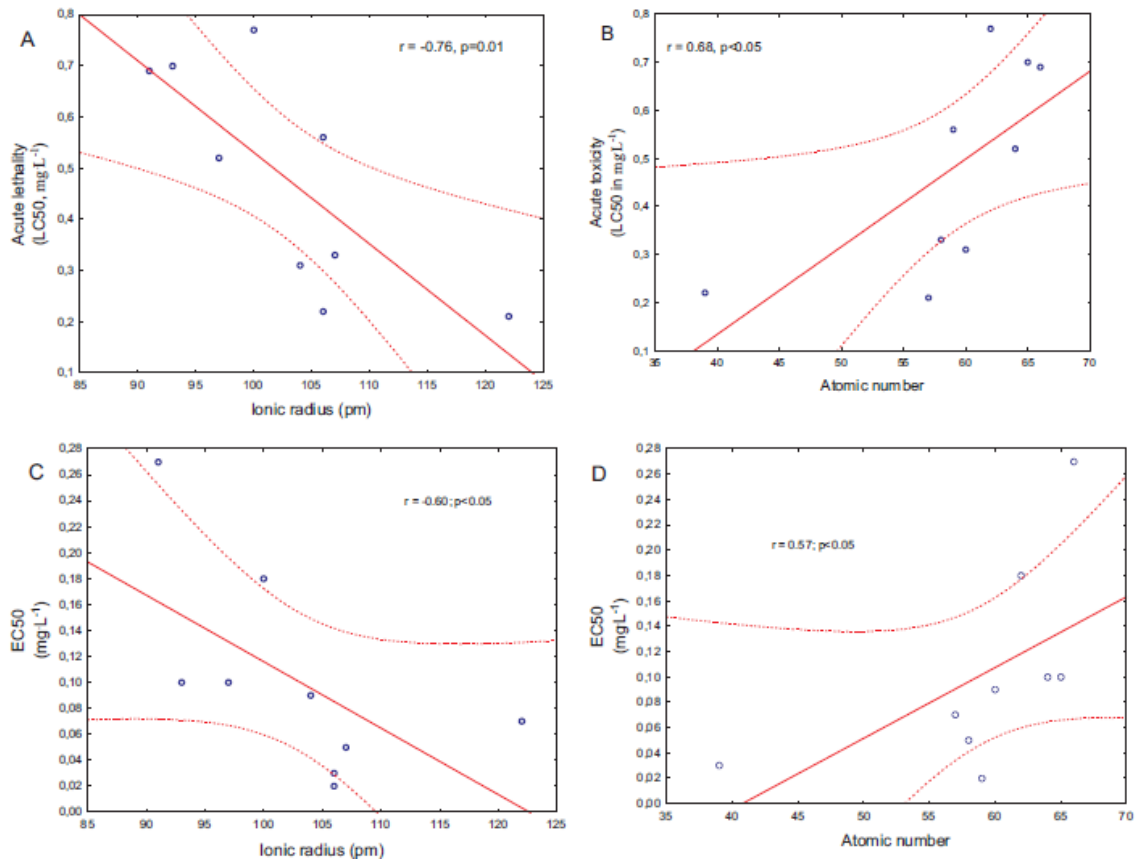 A
r = -0.76, p=0.01
Acute lethality
(LC50, mg L⁻¹)
0,8
0,7
0,6
0,5
0,4
0,3
0,2
0,1
85 90 95 100 105 110 115 120 125
Ionic radius (pm)
B
r = 0.68, p<0.05
Acute toxicity
(LC50 in mg L⁻¹)
0,8
0,7
0,6
0,5
0,4
0,3
0,2
0,1
35 40 45 50 55 60 65 70
Atomic number
C
r = -0.60; p<0.05
EC50
(mg·L⁻¹)
0,28
0,26
0,24
0,22
0,20
0,18
0,16
0,14
0,12
0,10
0,08
0,06
0,04
0,02
0,00
85 90 95 100 105 110 115 120 125
Ionic radius (pm)
D
r = 0.57; p<0.05
EC50
(mg·L⁻¹)
0,28
0,26
0,24
0,22
0,20
0,18
0,16
0,14
0,12
0,10
0,08
0,06
0,04
0,02
0,00
35 40 45 50 55 60 65 70
Atomic number